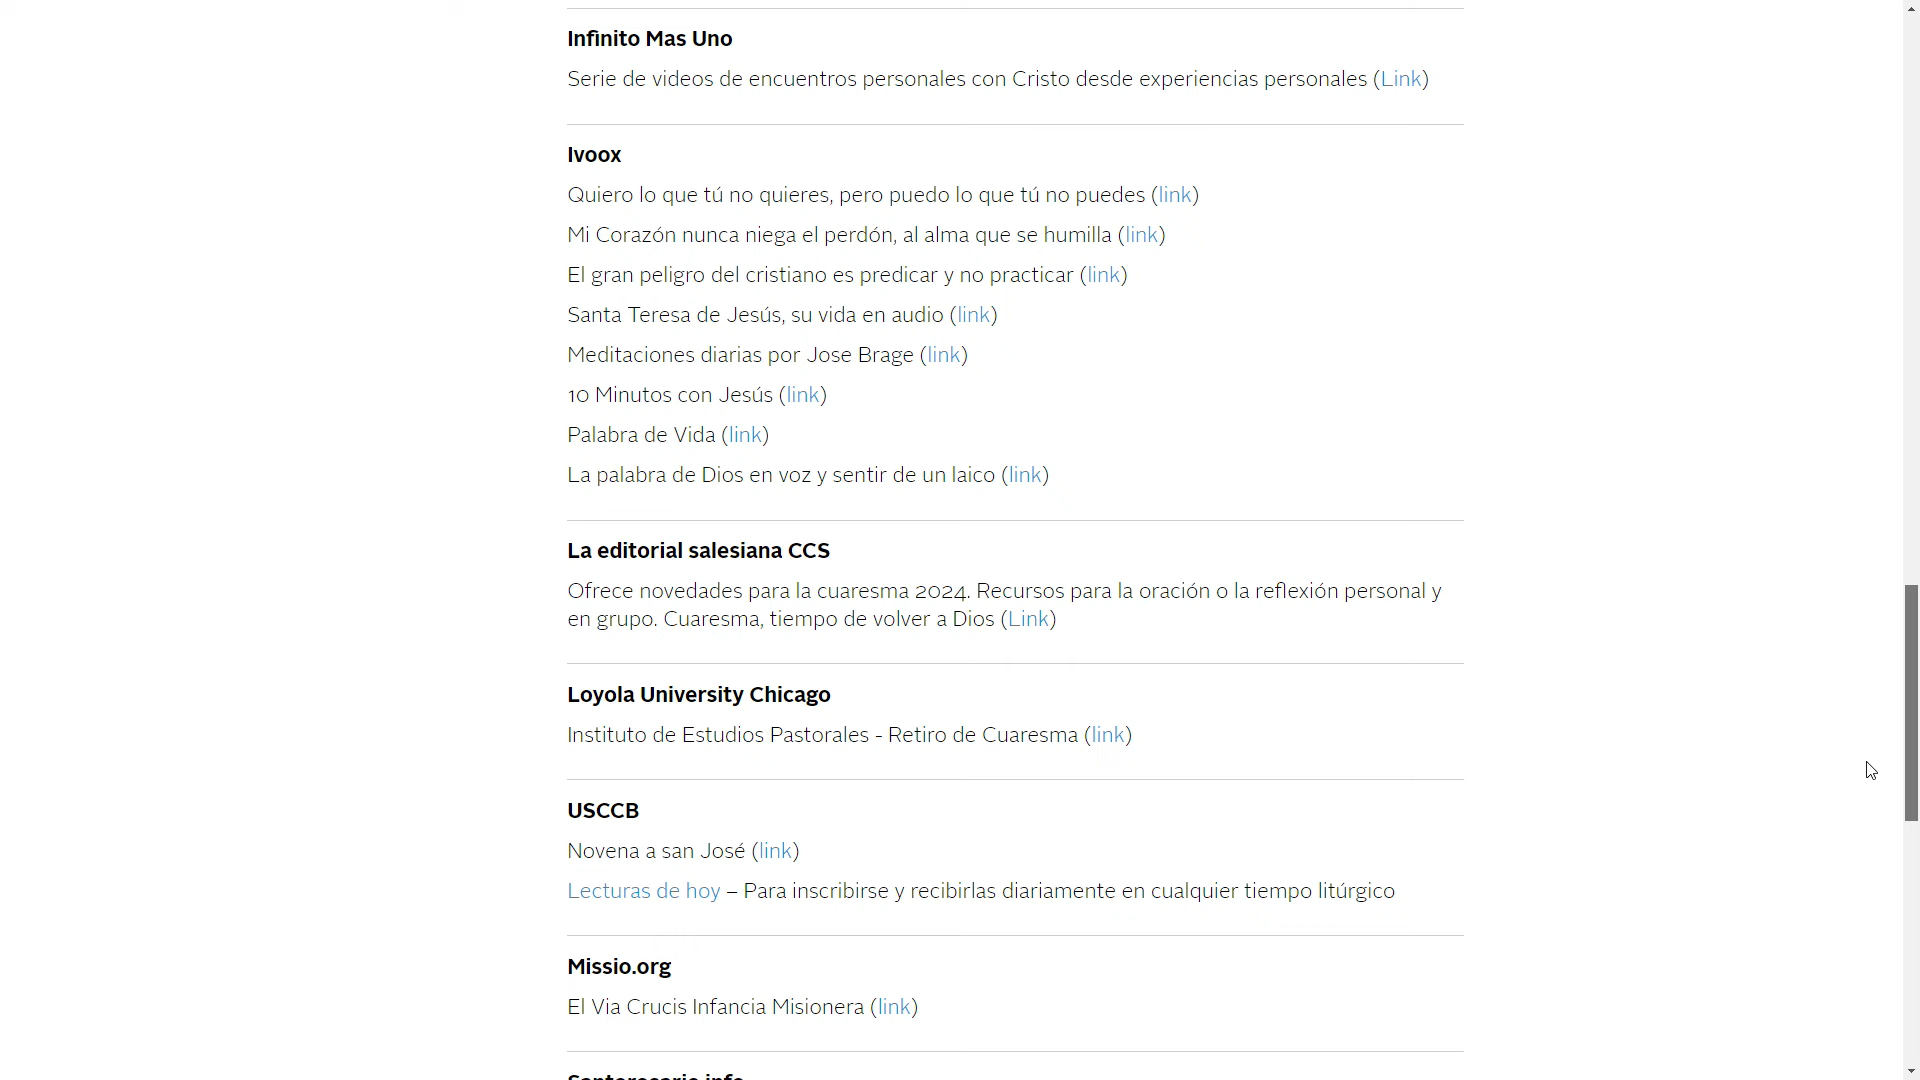 Infinito Mas Uno
Serie de videos de encuentros personales con Cristo desde experiencias personales (Link)
Ivoox
Quiero lo que tú no quieres, pero puedo lo que tú no puedes (link)
Mi Corazón nunca niega el perdón, al alma que se humilla (link)
El gran peligro del cristiano es predicar y no practicar (link)
Santa Teresa de Jesús, su vida en audio (link)
Meditaciones diarias por Jose Brage (link)
10 Minutos con Jesús (link)
Palabra de Vida (link)
La palabra de Dios en voz y sentir de un laico (link)
La editorial salesiana CCS
Ofrece novedades para la cuaresma 2024. Recursos para la oración o la reflexión personal y
en grupo. Cuaresma, tiempo de volver a Dios (Link)
Loyola University Chicago
Instituto de Estudios Pastorales - Retiro de Cuaresma (link)
USCCB
Novena a san José (link)
Lecturas de hoy – Para inscribirse y recibirlas diariamente en cualquier tiempo litúrgico
Missio.org
El Via Crucis Infancia Misionera (link)